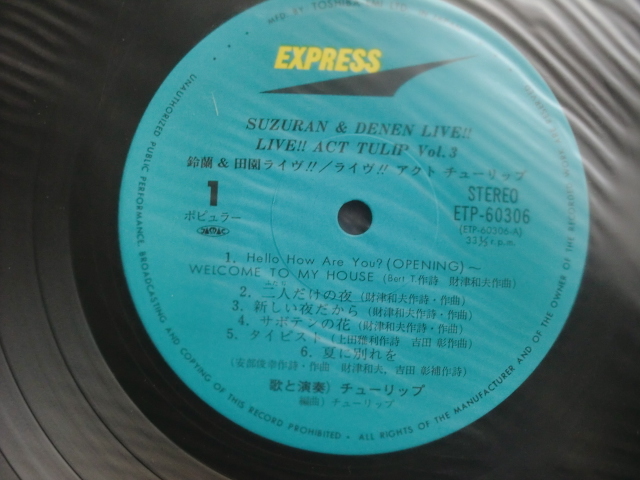 MFD. BY TOSHIBA EMI LTD.
EXPRESS
SUZURAN & DENEN LIVE!!
LIVE!! ACT TULIP Vol. 3
鈴蘭 & 田園ライヴ!!/ライヴ!! アクト チューリップ
1
ポピュラー
STEREO
ETP-60306
(ETP-60306-A)
33⅓ r.p.m.
1. Hello How Are You? (OPENING)～
WELCOME TO MY HOUSE (Bert T.作詩 財津和夫作曲)
2. 二人だけの夜 (財津和夫作詩・作曲)
3. 新しい夜だから (財津和夫作詩・作曲)
4. サボテンの花 (財津和夫作詩・作曲)
5. タイピスト (上田雅利作詩 吉田 彰作曲)
6. 夏に別れを
(安部俊幸作詩・作曲 財津和夫、吉田 彰補作詩)
歌と演奏) チューリップ
編曲) チューリップ
UNAUTHORIZED PUBLIC PERFORMANCE, BROADCASTING AND COPYING OF THIS RECORD PROHIBITED • ALL RIGHTS OF THE MANUFACTURER AND OF THE OWNER OF THE